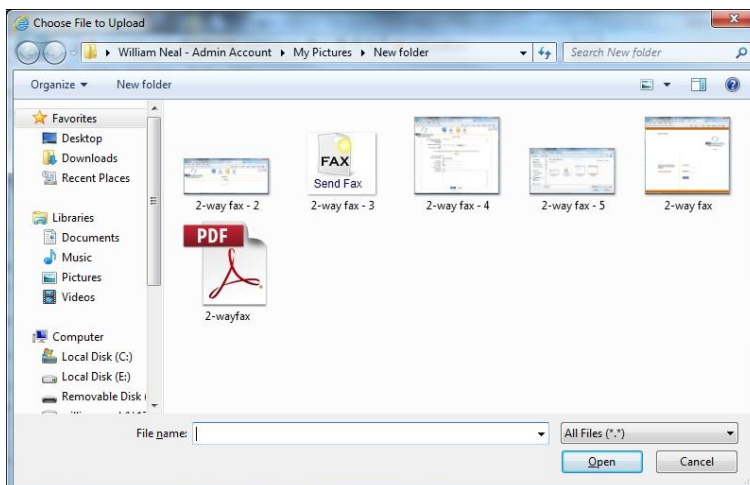 Choose File to Upload
William Neal - Admin Account ▸ My Pictures ▸ New folder
Search New folder
Organize New folder
Favorites
Desktop
Downloads
Recent Places
Libraries
Documents
Music
Pictures
Videos
Computer
Local Disk (C:)
Local Disk (E:)
Removable Disk
FAX
Send Fax
2-way fax - 2
2-way fax - 3
2-way fax - 4
2-way fax - 5
2-way fax
PDF
2-wayfax
File name:
All Files (*.*)
Open
Cancel